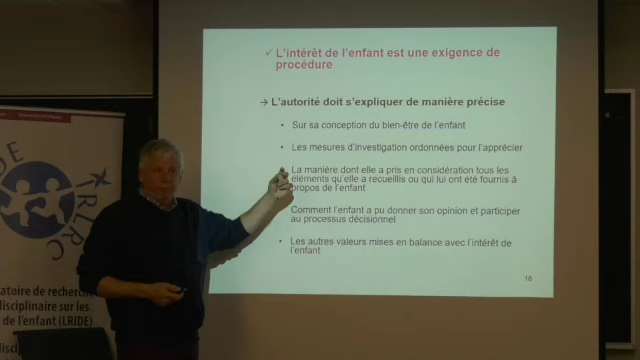 ✓ L'intérêt de l'enfant est une exigence de
procédure
→ L'autorité doit s'expliquer de manière précise
• Sur sa conception du bien-être de l'enfant
• Les mesures d'investigation ordonnées pour l'apprécier
• La manière dont elle a pris en considération tous les
éléments qu'elle a recueillis ou qui lui ont été fournis à
propos de l'enfant
Comment l'enfant a pu donner son opinion et participer
au processus décisionnel
• Les autres valeurs mises en balance avec l'intérêt de
l'enfant
16
IDE
RLRC
atoire de recherche
disciplinaire sur les
de l'enfant (LRIDE)